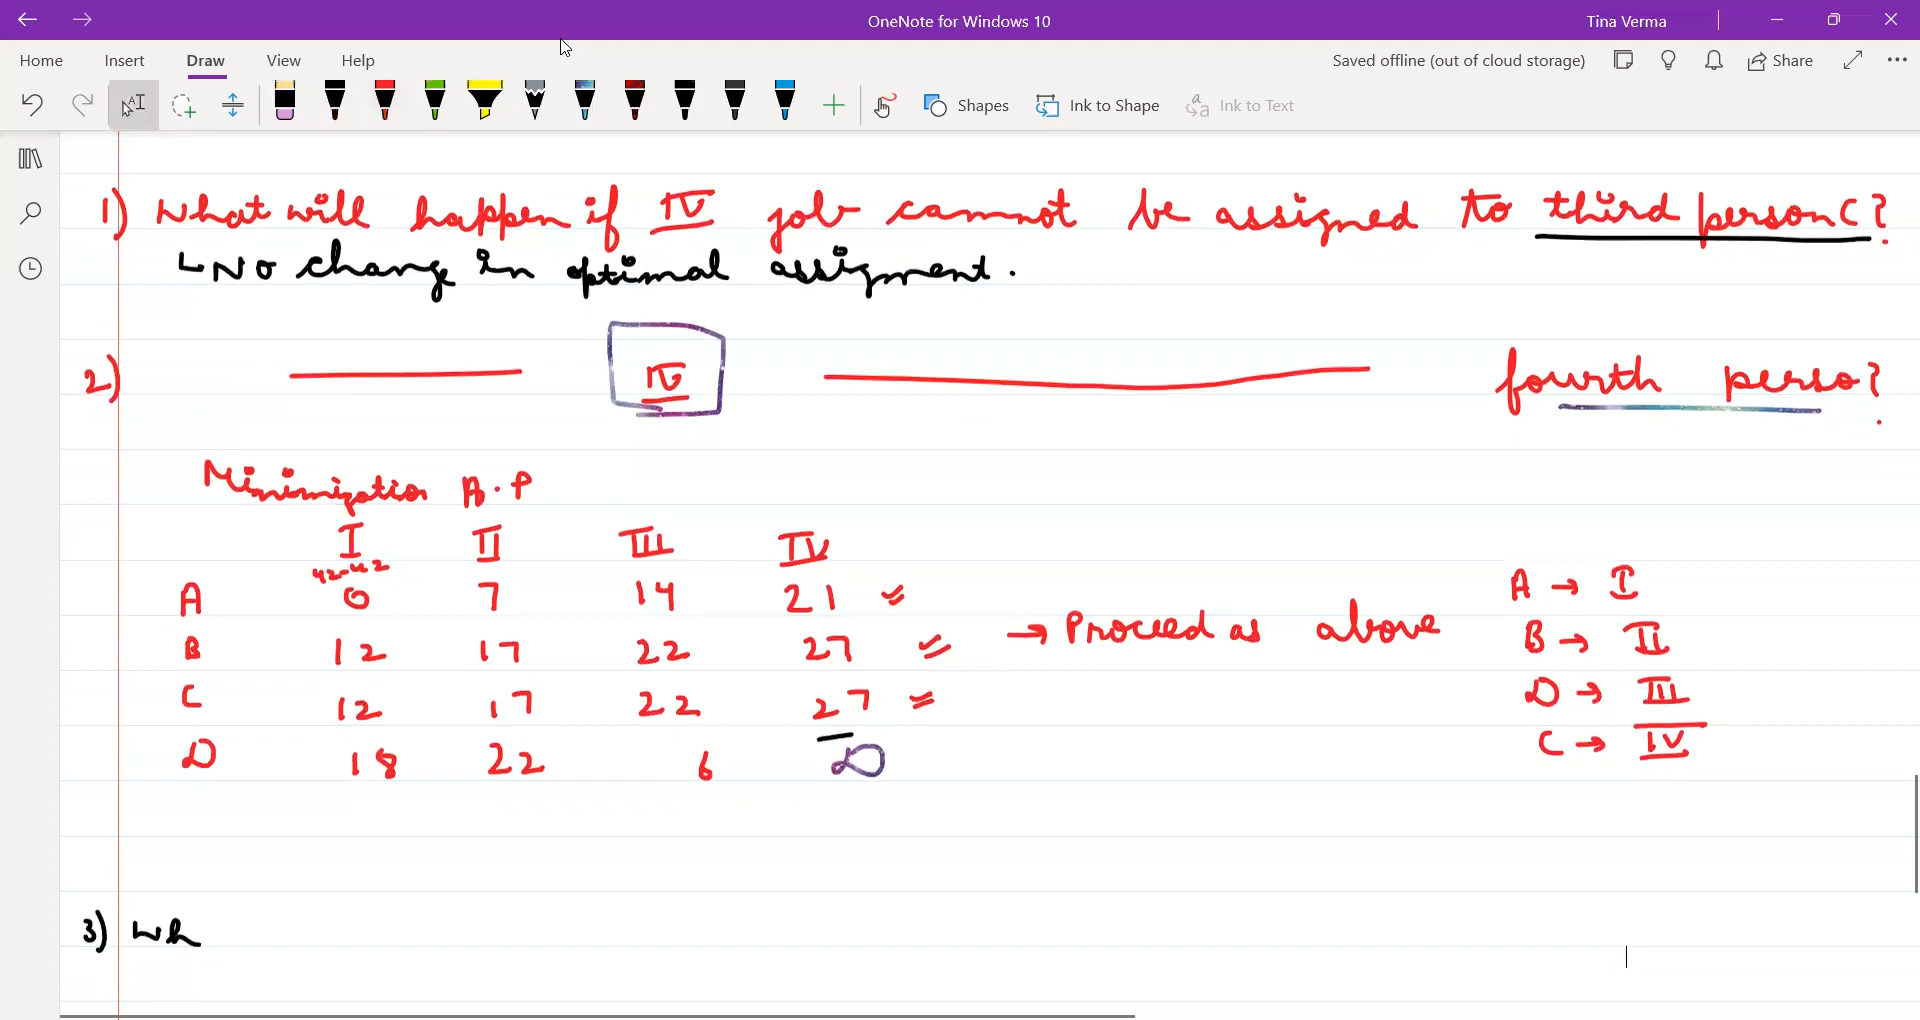 OneNote for Windows 10
Tina Verma
Home Insert Draw View Help
Saved offline (out of cloud storage)
Share
Shapes
Ink to Shape
Ink to Text
1) What will happen if IV job cannot be assigned to third person C?
No change in optimal assignment.
2) IV fourth perso?
Minimization A.P
I II III IV
42-42
A 0 7 14 21
B 12 17 22 27
C 12 17 22 27
D 18 22 6 D
→ Proceed as above
A → I
B → II
D → III
C → IV
3) Wh